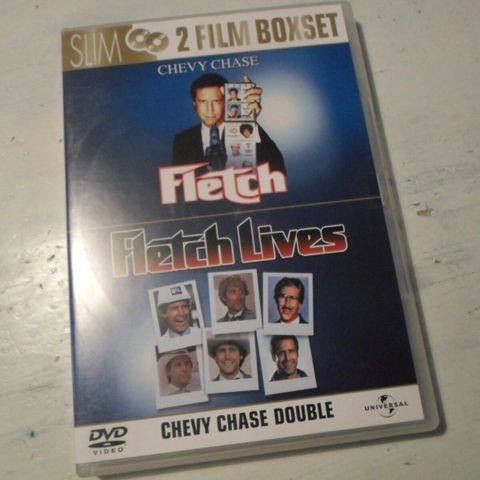 SLIM 2 FILM BOXSET
CHEVY CHASE
Fletch
Fletch Lives
DVD
VIDEO
CHEVY CHASE DOUBLE
UNIVERSAL